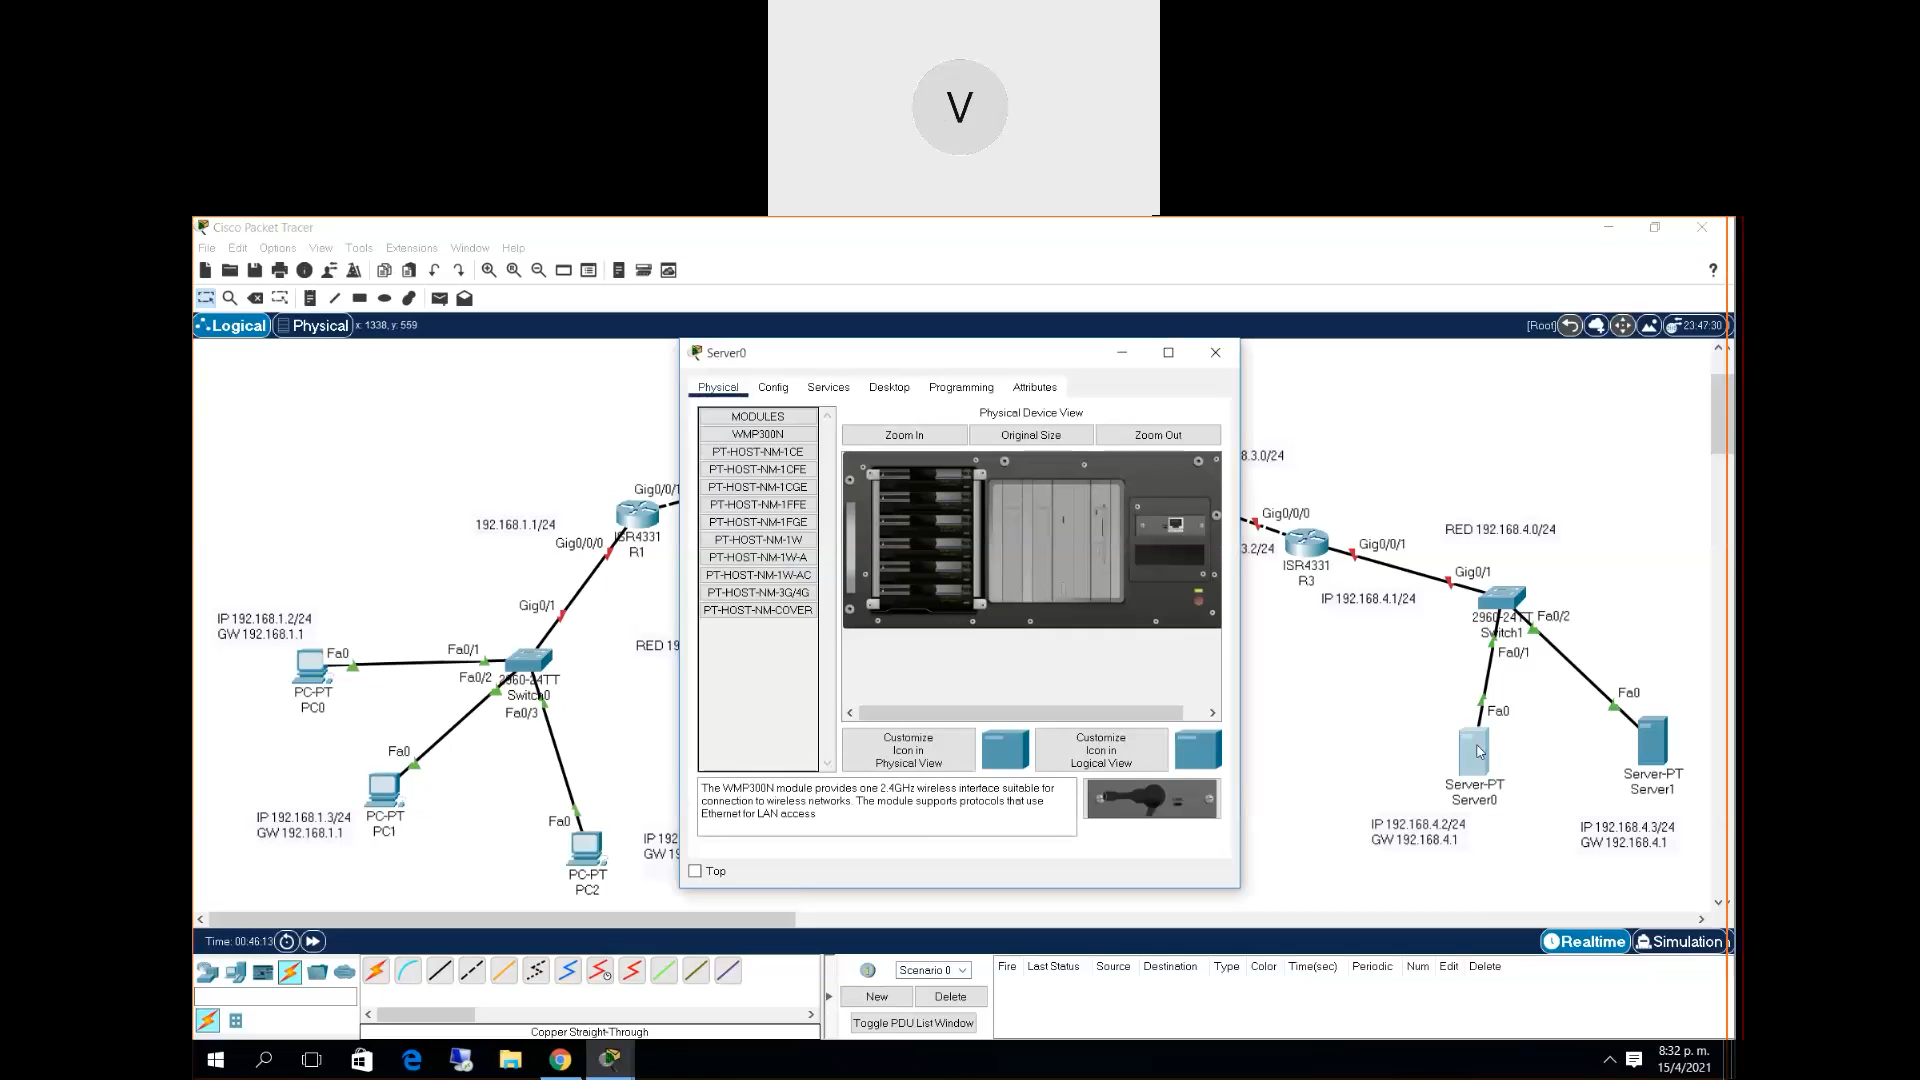 V
Cisco Packet Tracer
File Edit Options View Tools Extensions Window Help
?
Logical Physical x: 1338, y: 559 [Root] 23:47:30
Server0
Physical Config Services Desktop Programming Attributes
MODULES
WMP300N
PT-HOST-NM-1CE
PT-HOST-NM-1CFE
PT-HOST-NM-1CGE
PT-HOST-NM-1FFE
PT-HOST-NM-1FGE
PT-HOST-NM-1W
PT-HOST-NM-1W-A
PT-HOST-NM-1W-AC
PT-HOST-NM-3G/4G
PT-HOST-NM-COVER
Physical Device View
Zoom In Original Size Zoom Out
Customize
Icon in
Physical View
Customize
Icon in
Logical View
The WMP300N module provides one 2.4GHz wireless interface suitable for
connection to wireless networks. The module supports protocols that use
Ethernet for LAN access
Top
Gig0/0/1
192.168.1.1/24
Gig0/0/0
ISR4331
R1
Gig0/1
IP 192.168.1.2/24
GW 192.168.1.1
Fa0
PC-PT
PC0
Fa0/1
Fa0/2
2960-24TT
Switch0
Fa0/3
RED 19
Fa0
PC-PT
PC1
IP 192.168.1.3/24
GW 192.168.1.1
Fa0
PC-PT
PC2
IP 192
GW 19
8.3.0/24
Gig0/0/0
3.2/24
ISR4331
R3
Gig0/0/1
IP 192.168.4.1/24
RED 192.168.4.0/24
Gig0/1
2960-24TT
Switch1
Fa0/2
Fa0/1
Fa0
Server-PT
Server0
IP 192.168.4.2/24
GW 192.168.4.1
Fa0
Server-PT
Server1
IP 192.168.4.3/24
GW 192.168.4.1
Time: 00:46:13 Realtime Simulation
Scenario 0
New Delete
Toggle PDU List Window
Fire Last Status Source Destination Type Color Time(sec) Periodic Num Edit Delete
Copper Straight-Through
8:32 p. m.
15/4/2021